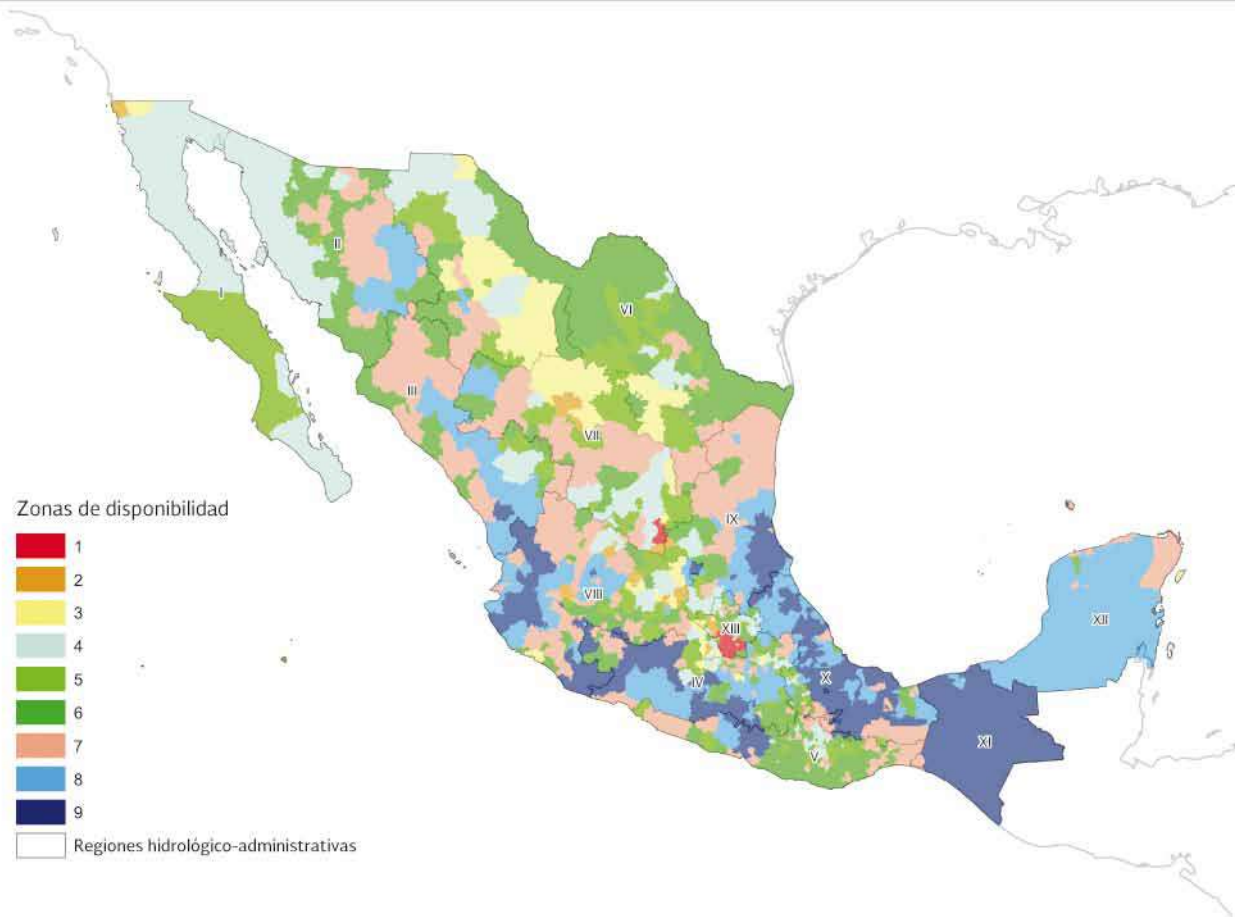 I
II
III
VI
VII
IX
VIII
XIII
IV
X
V
XI
XII
Zonas de disponibilidad
1
2
3
4
5
6
7
8
9
Regiones hidrológico-administrativas